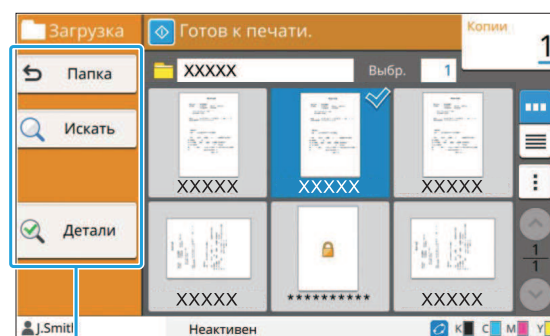 Загрузка
Готов к печати.
Копии
1
Папка
XXXXX
Выбр.
1
Искать
XXXXX
XXXXX
XXXXX
Детали
1
1
XXXXX
**********
XXXXX
J.Smith
Неактивен
K C M Y